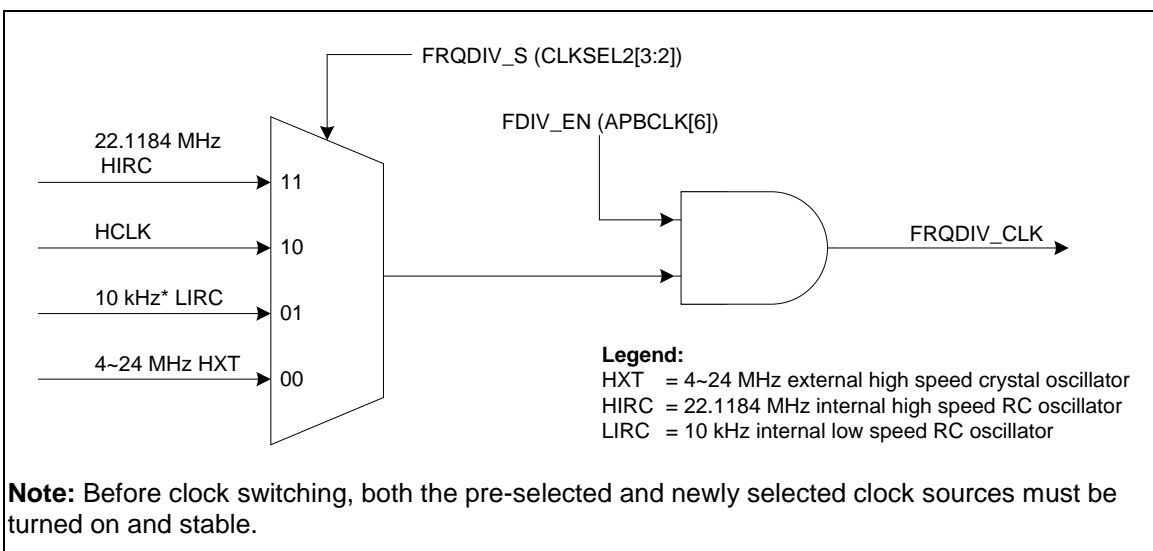 FRQDIV_S (CLKSEL2[3:2])
FDIV_EN (APBCLK[6])
22.1184 MHz
HIRC
11
HCLK
10
10 kHz* LIRC
01
4~24 MHz HXT
00
FRQDIV_CLK
Legend:
HXT = 4~24 MHz external high speed crystal oscillator
HIRC = 22.1184 MHz internal high speed RC oscillator
LIRC = 10 kHz internal low speed RC oscillator
Note: Before clock switching, both the pre-selected and newly selected clock sources must be
turned on and stable.